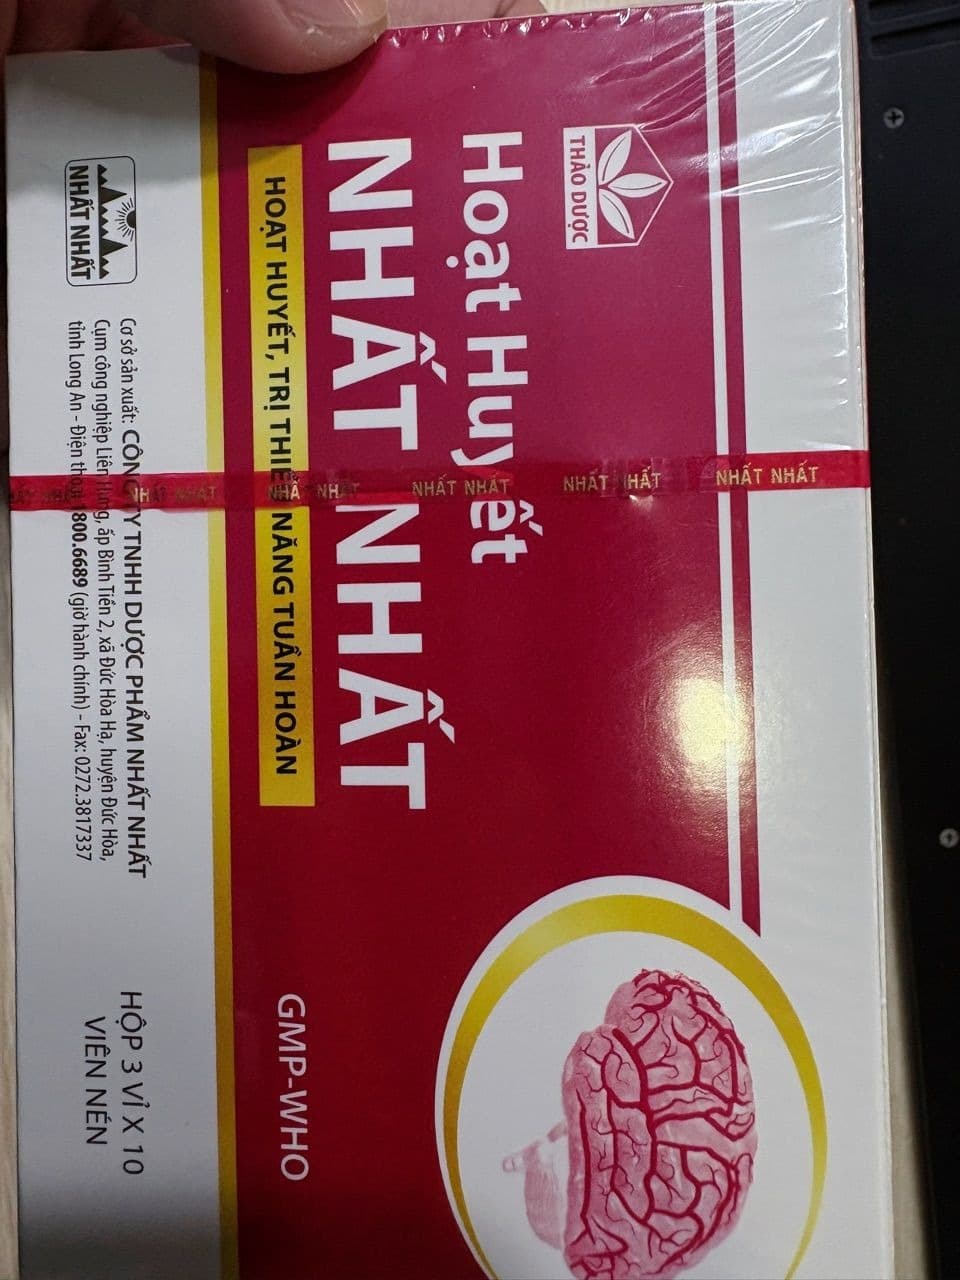 THẢO DƯỢC
Hoạt Huyết
NHẤT NHẤT
HOẠT HUYẾT, TRỊ THIỂU NĂNG TUẦN HOÀN
GMP-WHO
NHẤT NHẤT
NHẤT NHẤT
NHẤT NHẤT
NHẤT NHẤT
NHẤT NHẤT
NHẤT NHẤT
Cơ sở sản xuất: CÔNG TY TNHH DƯỢC PHẨM NHẤT NHẤT
Cụm công nghiệp Liên Hưng, ấp Bình Tiền 2, xã Đức Hòa Hạ, huyện Đức Hòa,
tỉnh Long An - Điện thoại 1800.6689 (giờ hành chính) - Fax: 0272.3817337
HỘP 3 VỈ X 10
VIÊN NÉN